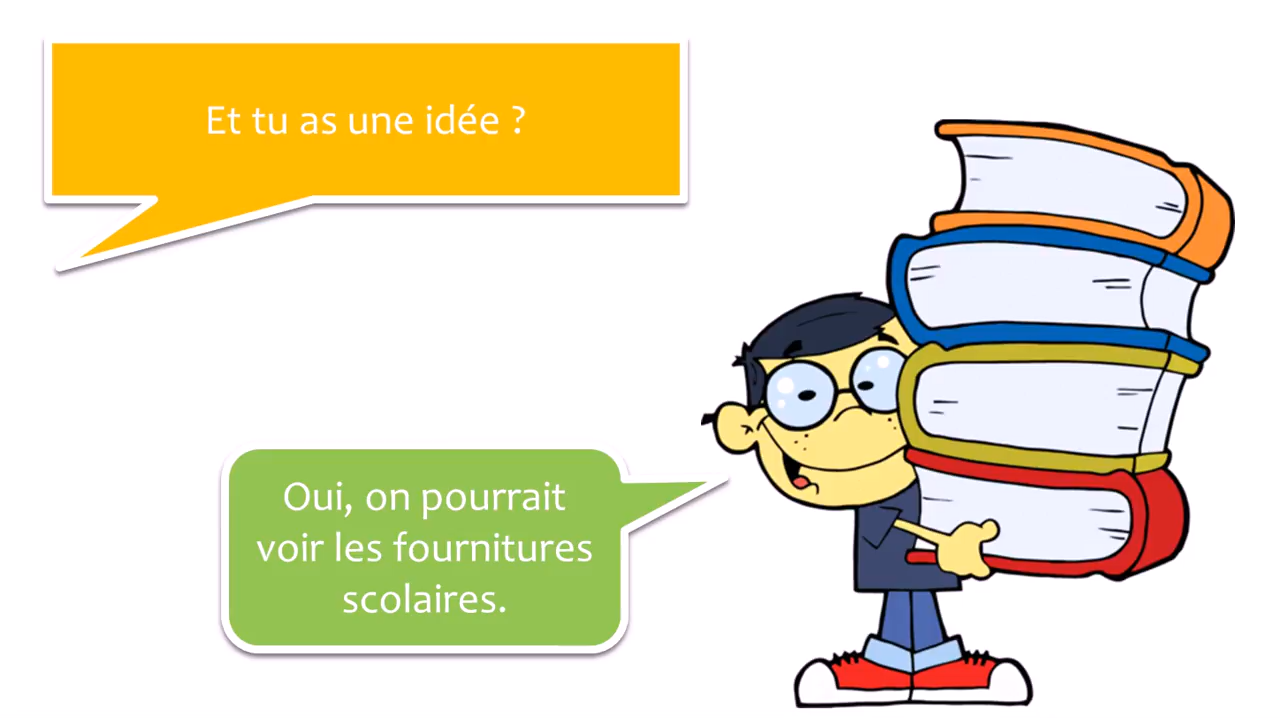 Et tu as une idée ?
Oui, on pourrait
voir les fournitures
scolaires.